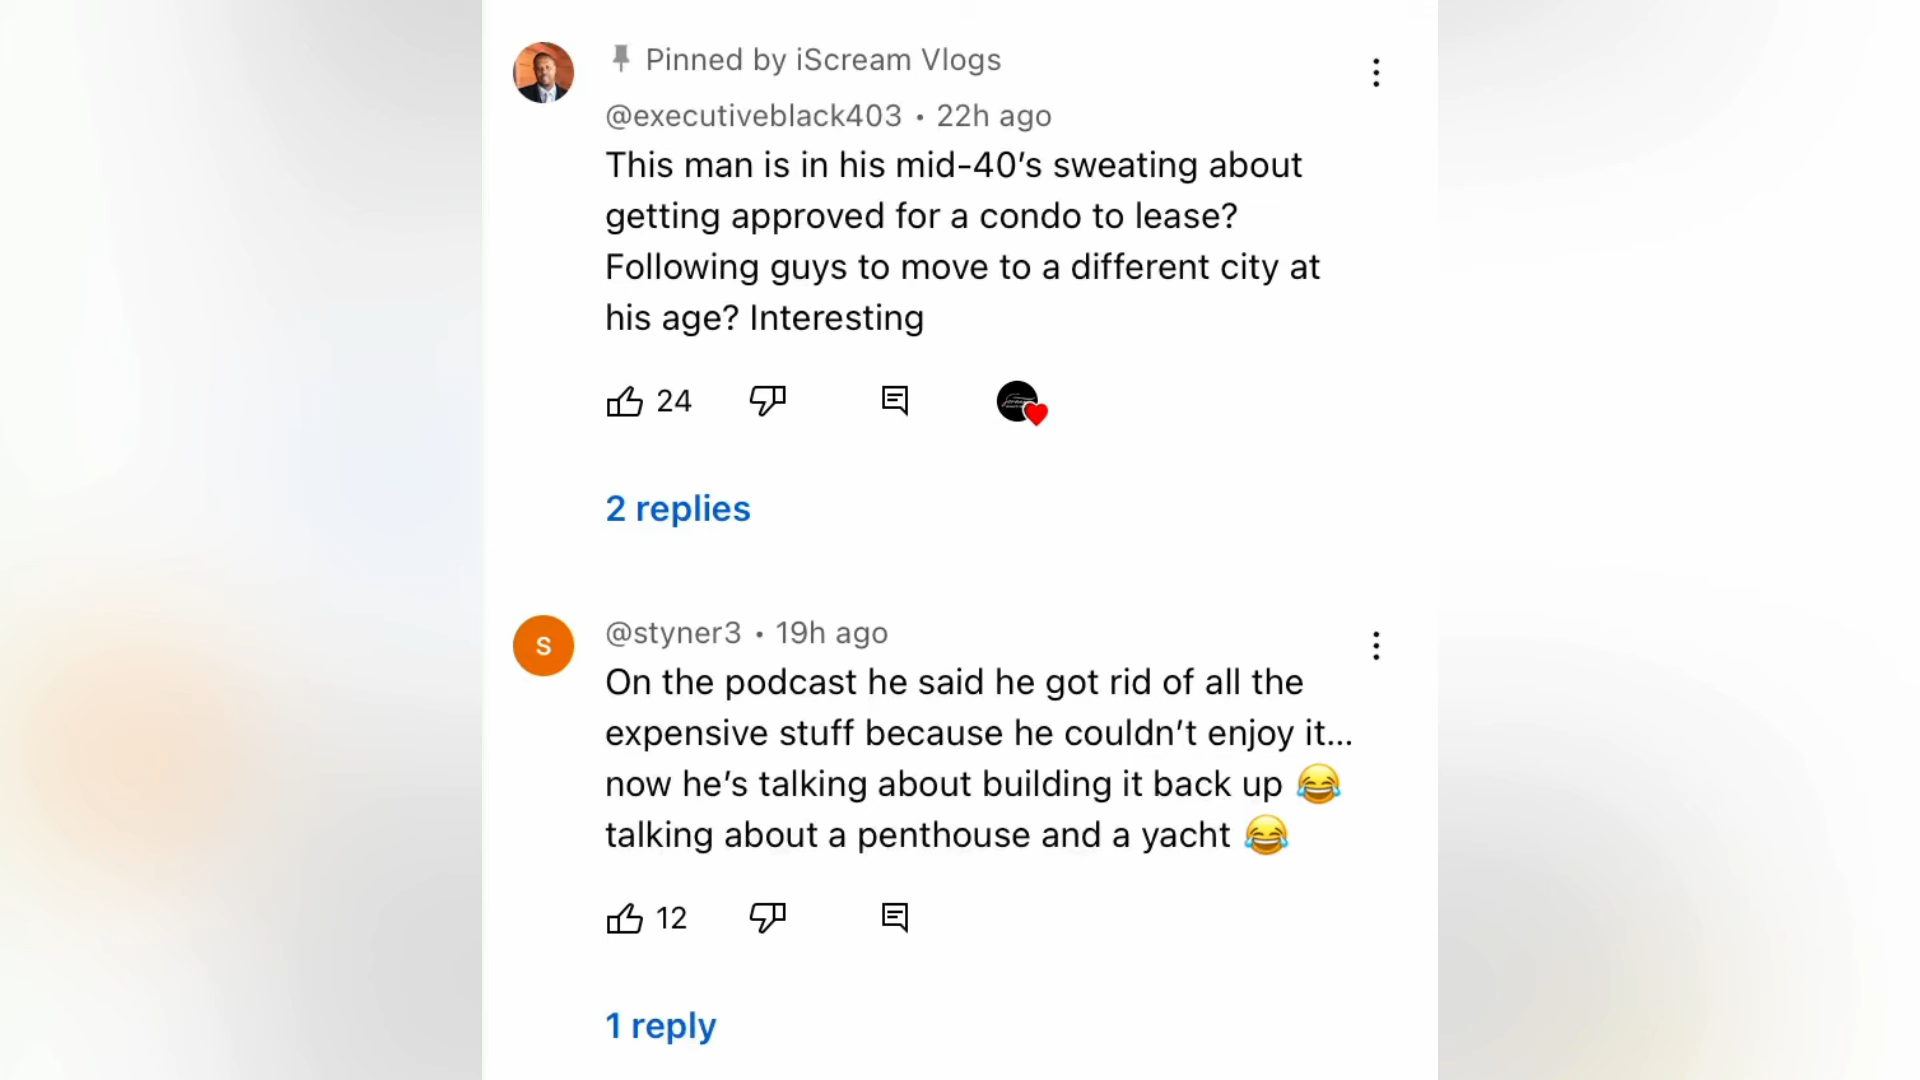 Pinned by iScream Vlogs
@executiveblack403 • 22h ago
This man is in his mid-40’s sweating about
getting approved for a condo to lease?
Following guys to move to a different city at
his age? Interesting
24
2 replies
S
@styner3 • 19h ago
On the podcast he said he got rid of all the
expensive stuff because he couldn’t enjoy it...
now he’s talking about building it back up 😂
talking about a penthouse and a yacht 😂
12
1 reply